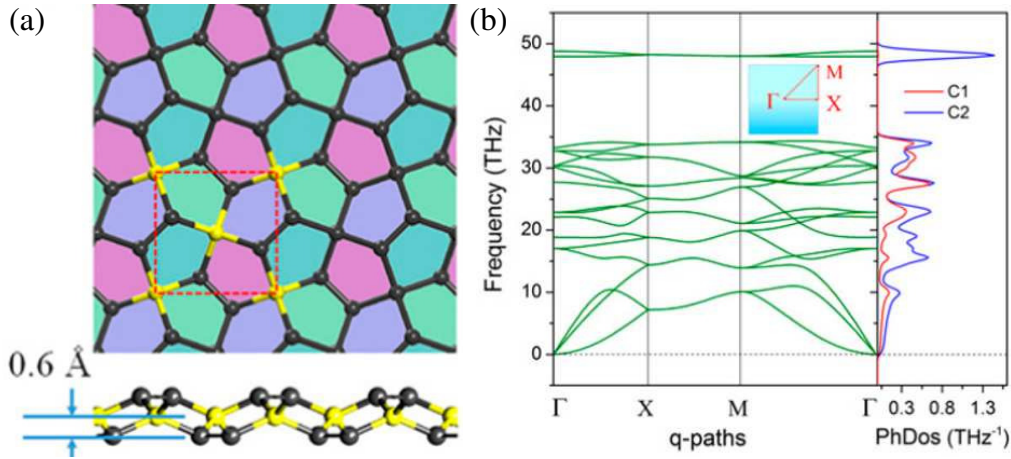 (a)
0.6 Å
(b)
Frequency (THz)
50
40
30
20
10
0
Γ
X
M
Γ
q-paths
M
Γ
X
C1
C2
0.3
0.8
1.3
PhDos (THz⁻¹)